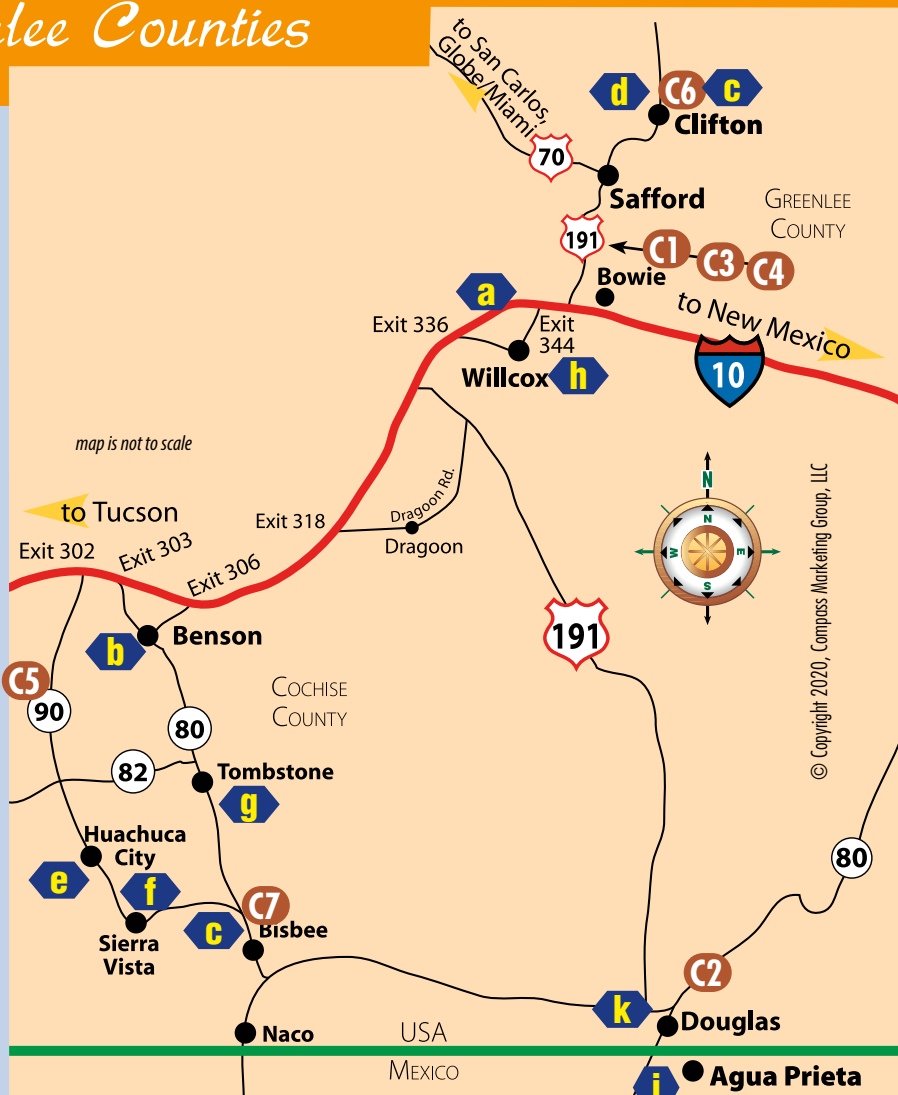 lee Counties
to San Carlos,
Globe/Miami
70
d
C6
c
Clifton
Safford
GREENLEE
COUNTY
191
C1
C3
C4
Bowie
a
to New Mexico
Exit 336
Exit
344
Willcox
h
10
map is not to scale
to Tucson
Exit 302
Exit 303
Exit 306
Exit 318
Dragoon Rd.
Dragoon
N
N
E
S
W
© Copyright 2020, Compass Marketing Group, LLC
b
Benson
191
C5
90
COCHISE
COUNTY
80
82
Tombstone
g
Huachuca
City
e
f
80
C7
c
Bisbee
Sierra
Vista
C2
k
Douglas
Naco
USA
MEXICO
Agua Prieta